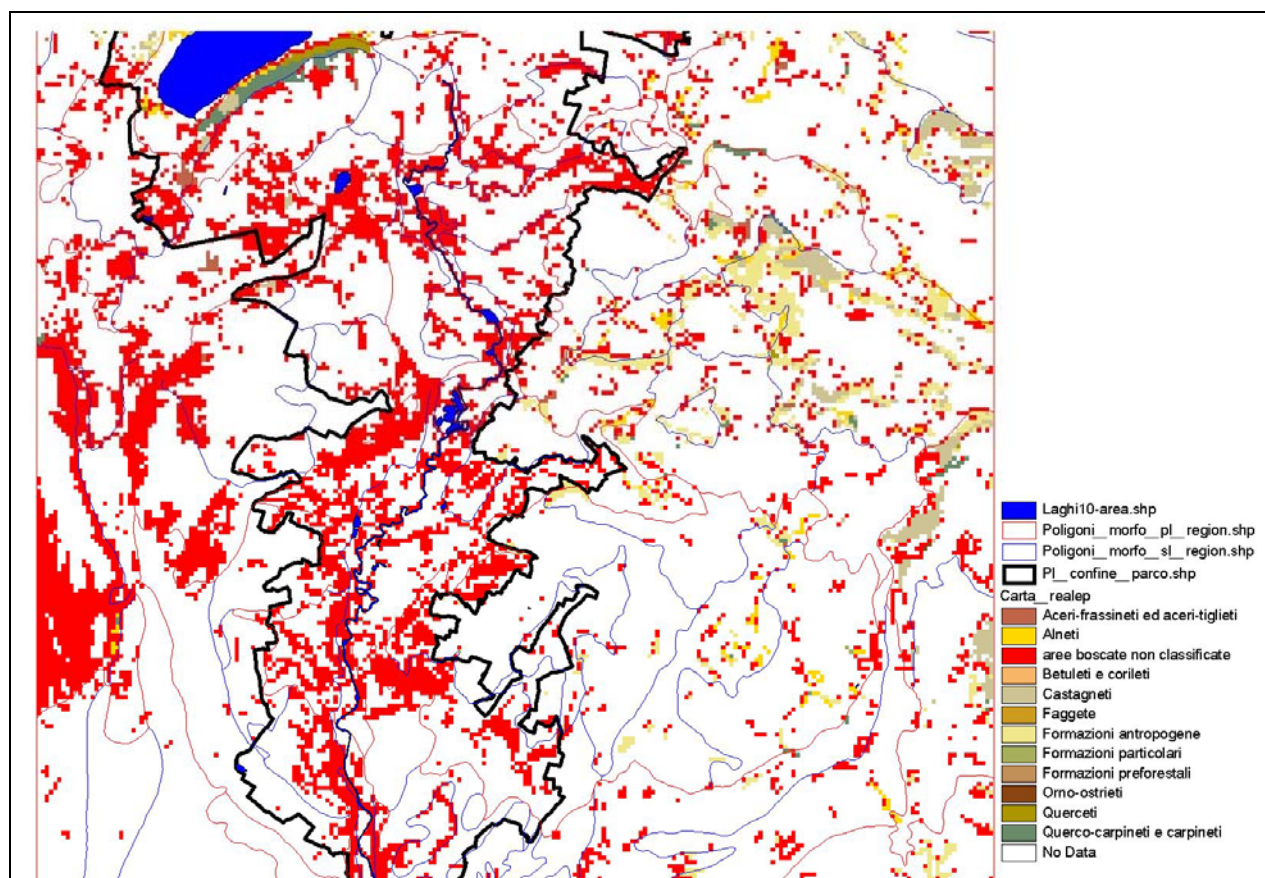 Laghi10-area.shp
Poligoni__morfo__pl__region.shp
Poligoni__morfo__sl__region.shp
Pl__confine__parco.shp
Carta__realep
Aceri-frassineti ed aceri-tiglieti
Alneti
aree boscate non classificate
Betuleti e corileti
Castagneti
Faggete
Formazioni antropogene
Formazioni particolari
Formazioni preforestali
Orno-ostrieti
Querceti
Querco-carpineti e carpineti
No Data